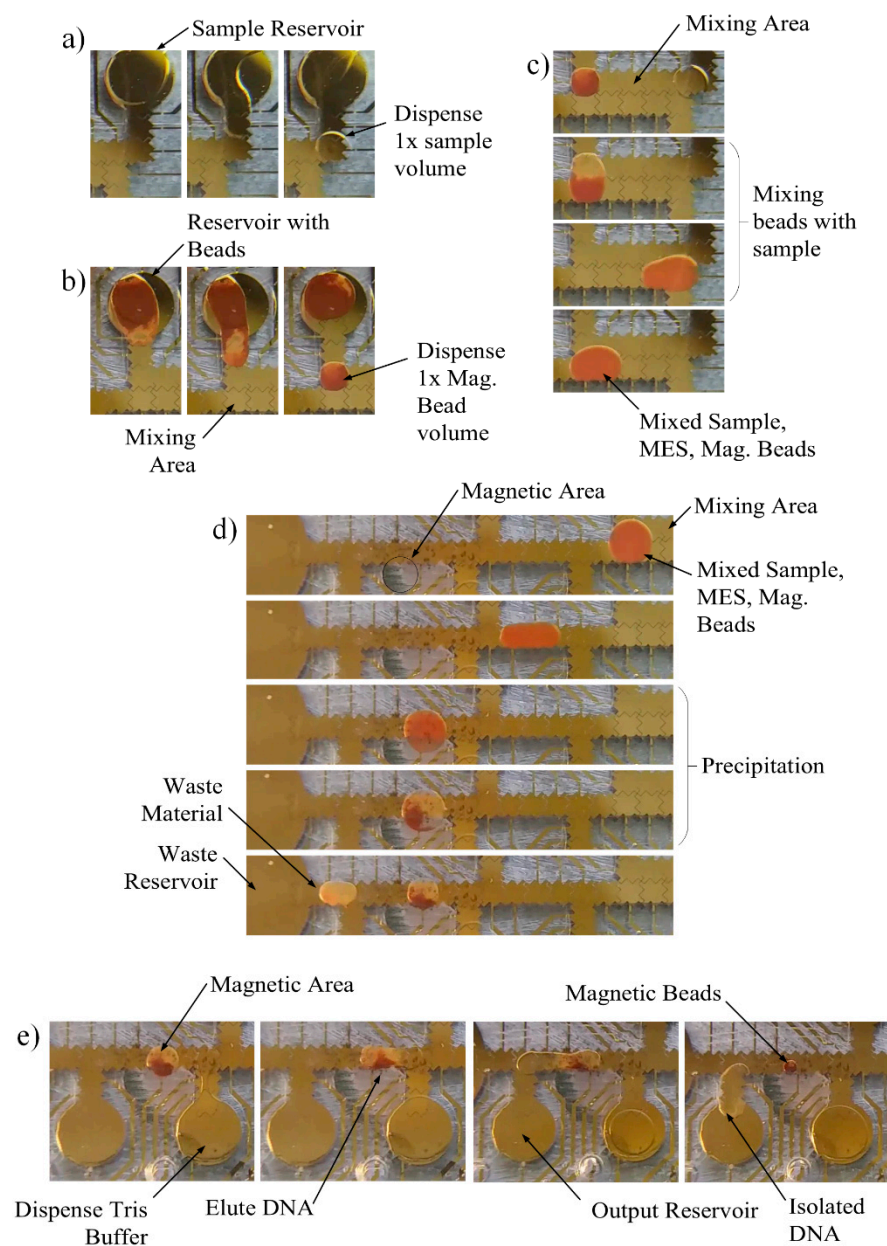 a)
Sample Reservoir
Dispense
1x sample
volume
b)
Reservoir with
Beads
Dispense
1x Mag.
Bead
volume
Mixing
Area
c)
Mixing Area
Mixing
beads with
sample
Mixed Sample,
MES, Mag. Beads
d)
Magnetic Area
Mixing Area
Mixed Sample,
MES, Mag.
Beads
Precipitation
Waste
Material
Waste
Reservoir
e)
Magnetic Area
Magnetic Beads
Dispense Tris
Buffer
Elute DNA
Output Reservoir
Isolated
DNA